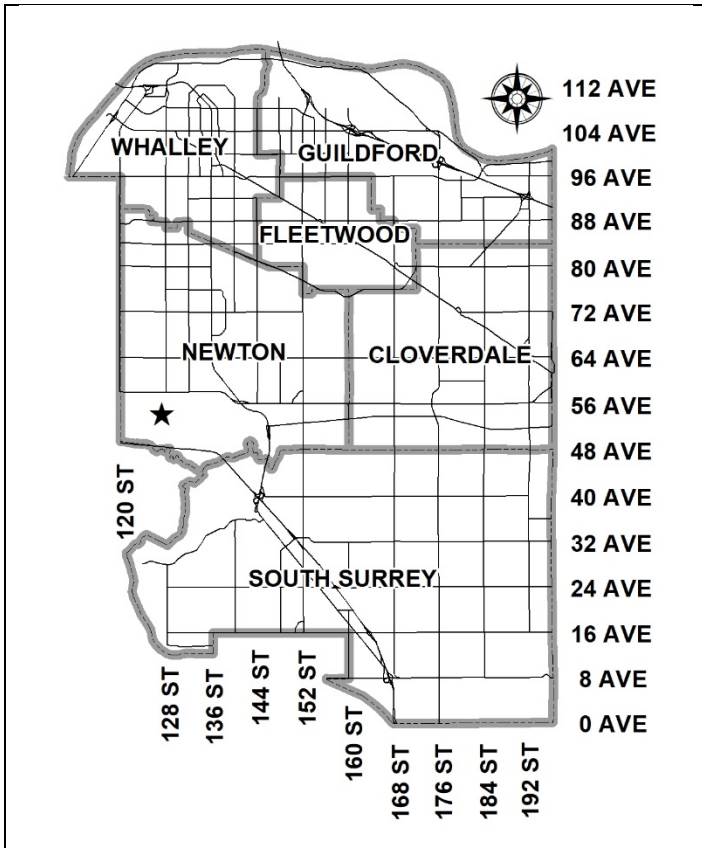 112 AVE
104 AVE
WHALLEY
GUILDFORD
96 AVE
88 AVE
FLEETWOOD
80 AVE
72 AVE
NEWTON
CLOVERDALE
64 AVE
56 AVE
48 AVE
120 ST
40 AVE
32 AVE
SOUTH SURREY
24 AVE
16 AVE
8 AVE
0 AVE
128 ST
136 ST
144 ST
152 ST
160 ST
168 ST
176 ST
184 ST
192 ST